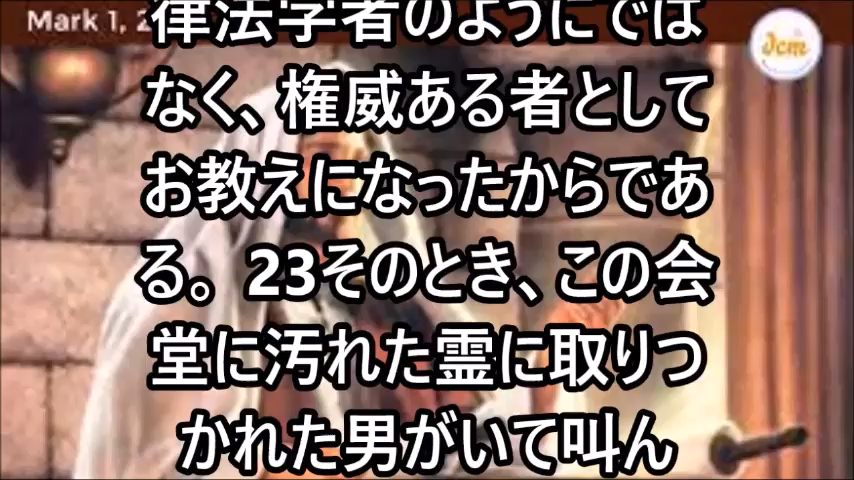 Mark 1, 2
Jcm
律法学者のようにでは
なく、権威ある者として
お教えになったからであ
る。23そのとき、この会
堂に汚れた霊に取りつ
かれた男がいて叫ん